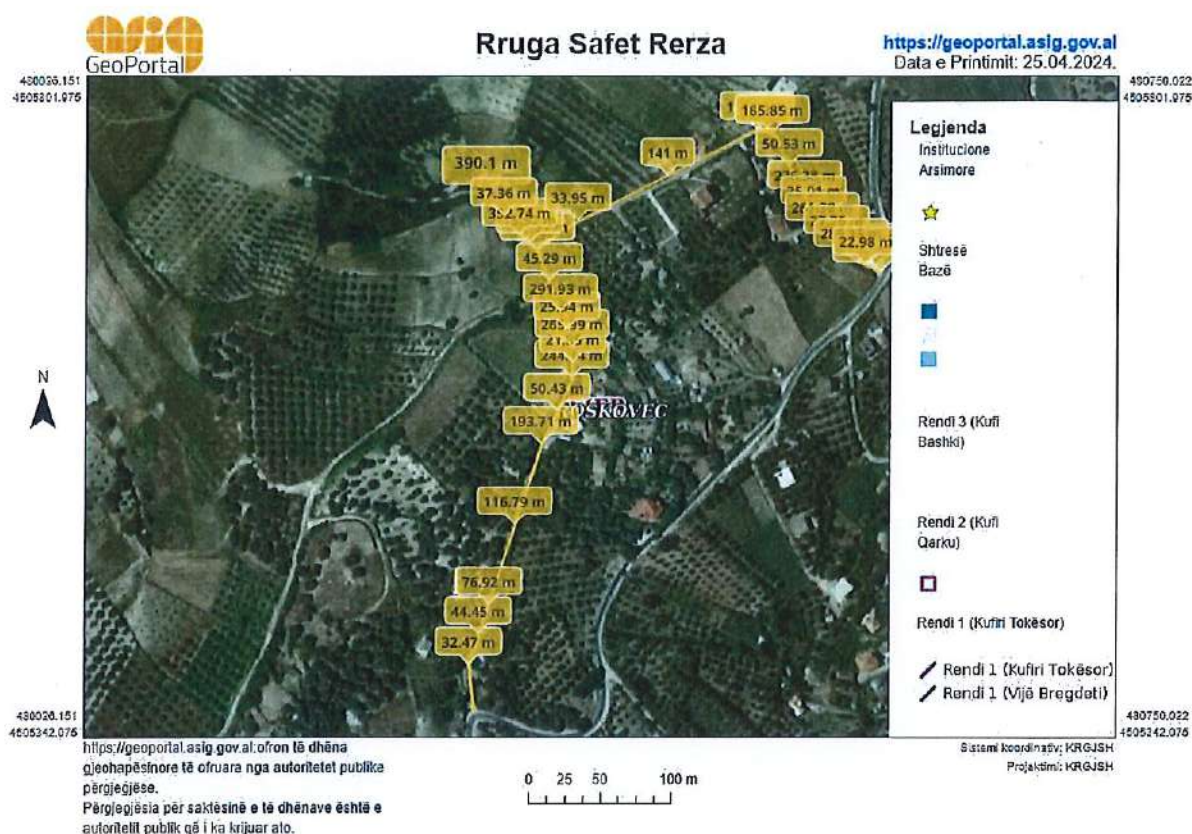 asig
GeoPortal
Rruga Safet Rerza
https://geoportal.asig.gov.al
Data e Printimit: 25.04.2024.
480026.151
4505801.975
480750.022
4505801.975
165.85 m
50.53 m
141 m
390.1 m
37.36 m
33.95 m
352.74 m
45.29 m
22.98 m
291.93 m
50.43 m
OSKOVEC
193.71 m
116.79 m
76.92 m
44.45 m
32.47 m
N
Legjenda
Institucione
Arsimore
Shtresë
Bazë
Rendi 3 (Kufi
Bashki)
Rendi 2 (Kufi
Qarku)
Rendi 1 (Kufiri Tokësor)
Rendi 1 (Kufiri Tokësor)
Rendi 1 (Vijë Bregdeti)
480026.151
4505242.075
480750.022
4505242.075
https://geoportal.asig.gov.al:ofron të dhëna
gjeohapësinore të ofruara nga autoritetet publike
përgjegjëse.
Përgjegjësia për saktësinë e të dhënave është e
autoritetit publik që i ka krijuar ato.
0 25 50 100 m
Sistemi koordinativ: KRGJSH
Projektimi: KRGJSH